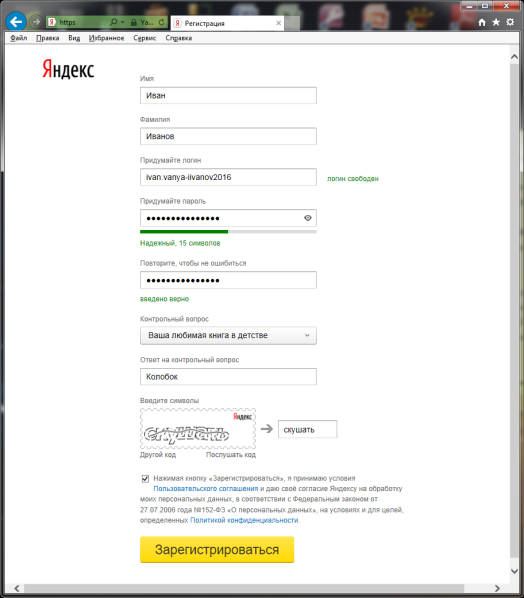 https
Ya...
Регистрация
Файл Правка Вид Избранное Сервис Справка
Яндекс
Имя
Иван
Фамилия
Иванов
Придумайте логин
ivan.vanya-iivanov2016
логин свободен
Придумайте пароль
Надежный, 15 символов
Повторите, чтобы не ошибиться
введено верно
Контрольный вопрос
Ваша любимая книга в детстве
Ответ на контрольный вопрос
Колобок
Введите символы
Яндекс
скушать
скушать
Другой код Послушать код
Нажимая кнопку «Зарегистрироваться», я принимаю условия
Пользовательского соглашения и даю своё согласие Яндексу на обработку
моих персональных данных, в соответствии с Федеральным законом от
27.07.2006 года №152-ФЗ «О персональных данных», на условиях и для целей,
определенных Политикой конфиденциальности.
Зарегистрироваться